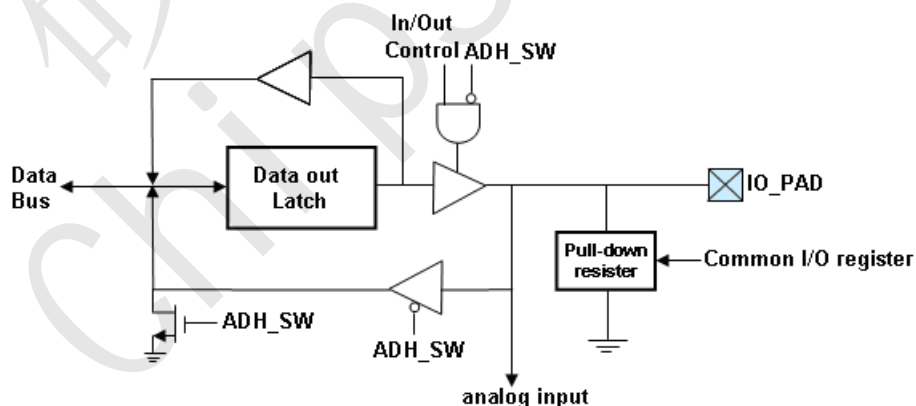 In/Out
Control ADH_SW
Data
Bus
Data out
Latch
IO_PAD
Pull-down
resister
Common I/O register
ADH_SW
ADH_SW
analog input
Chips